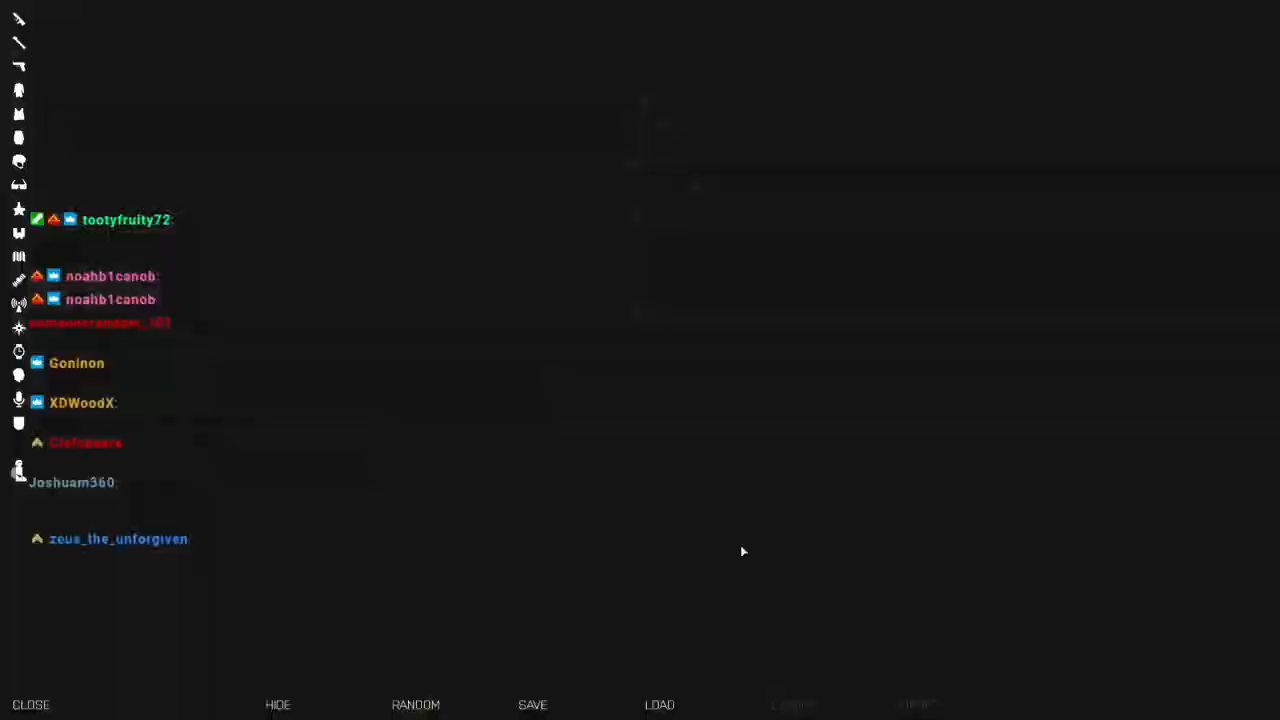 tootyfruity72:
noahb1canob:
noahb1canob
Goninon
XDWoodX:
Joshuam360:
zeus_the_unforgiven
CLOSE HIDE RANDOM SAVE LOAD